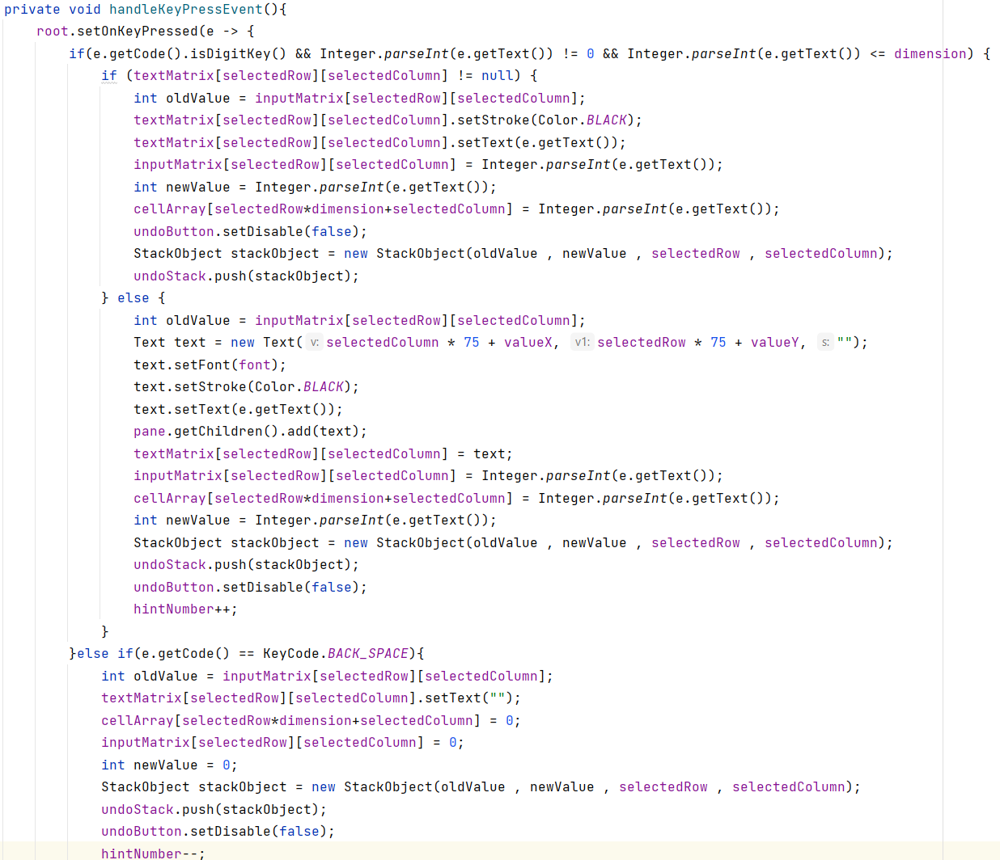 private void handleKeyPressEvent(){
    root.setOnKeyPressed(e -> {
        if(e.getCode().isDigitKey() && Integer.parseInt(e.getText()) != 0 && Integer.parseInt(e.getText()) <= dimension) {
            if (textMatrix[selectedRow][selectedColumn] != null) {
                int oldValue = inputMatrix[selectedRow][selectedColumn];
                textMatrix[selectedRow][selectedColumn].setStroke(Color.BLACK);
                textMatrix[selectedRow][selectedColumn].setText(e.getText());
                inputMatrix[selectedRow][selectedColumn] = Integer.parseInt(e.getText());
                int newValue = Integer.parseInt(e.getText());
                cellArray[selectedRow*dimension+selectedColumn] = Integer.parseInt(e.getText());
                undoButton.setDisable(false);
                StackObject stackObject = new StackObject(oldValue , newValue , selectedRow , selectedColumn);
                undoStack.push(stackObject);
            } else {
                int oldValue = inputMatrix[selectedRow][selectedColumn];
                Text text = new Text( v: selectedColumn * 75 + valueX, v1: selectedRow * 75 + valueY, s: "");
                text.setFont(font);
                text.setStroke(Color.BLACK);
                text.setText(e.getText());
                pane.getChildren().add(text);
                textMatrix[selectedRow][selectedColumn] = text;
                inputMatrix[selectedRow][selectedColumn] = Integer.parseInt(e.getText());
                cellArray[selectedRow*dimension+selectedColumn] = Integer.parseInt(e.getText());
                int newValue = Integer.parseInt(e.getText());
                StackObject stackObject = new StackObject(oldValue , newValue , selectedRow , selectedColumn);
                undoStack.push(stackObject);
                undoButton.setDisable(false);
                hintNumber++;
            }
        }else if(e.getCode() == KeyCode.BACK_SPACE){
            int oldValue = inputMatrix[selectedRow][selectedColumn];
            textMatrix[selectedRow][selectedColumn].setText("");
            cellArray[selectedRow*dimension+selectedColumn] = 0;
            inputMatrix[selectedRow][selectedColumn] = 0;
            int newValue = 0;
            StackObject stackObject = new StackObject(oldValue , newValue , selectedRow , selectedColumn);
            undoStack.push(stackObject);
            undoButton.setDisable(false);
            hintNumber--;